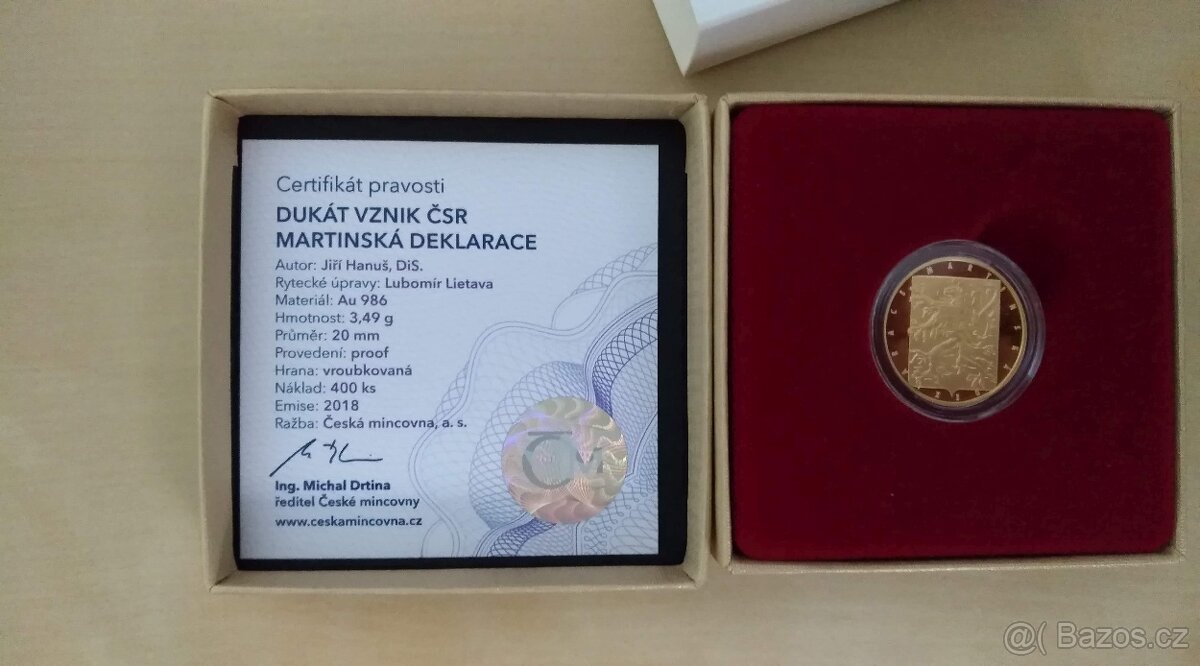 Certifikát pravosti
DUKÁT VZNIK ČSR
MARTINSKÁ DEKLARACE
Autor: Jiří Hanuš, DiS.
Rytecké úpravy: Lubomír Lietava
Materiál: Au 986
Hmotnost: 3,49 g
Průměr: 20 mm
Provedení: proof
Hrana: vroubkovaná
Náklad: 400 ks
Emise: 2018
Ražba: Česká mincovna, a. s.
Ing. Michal Drtina
ředitel České mincovny
www.ceskamincovna.cz
ČM
@( Bazos.cz